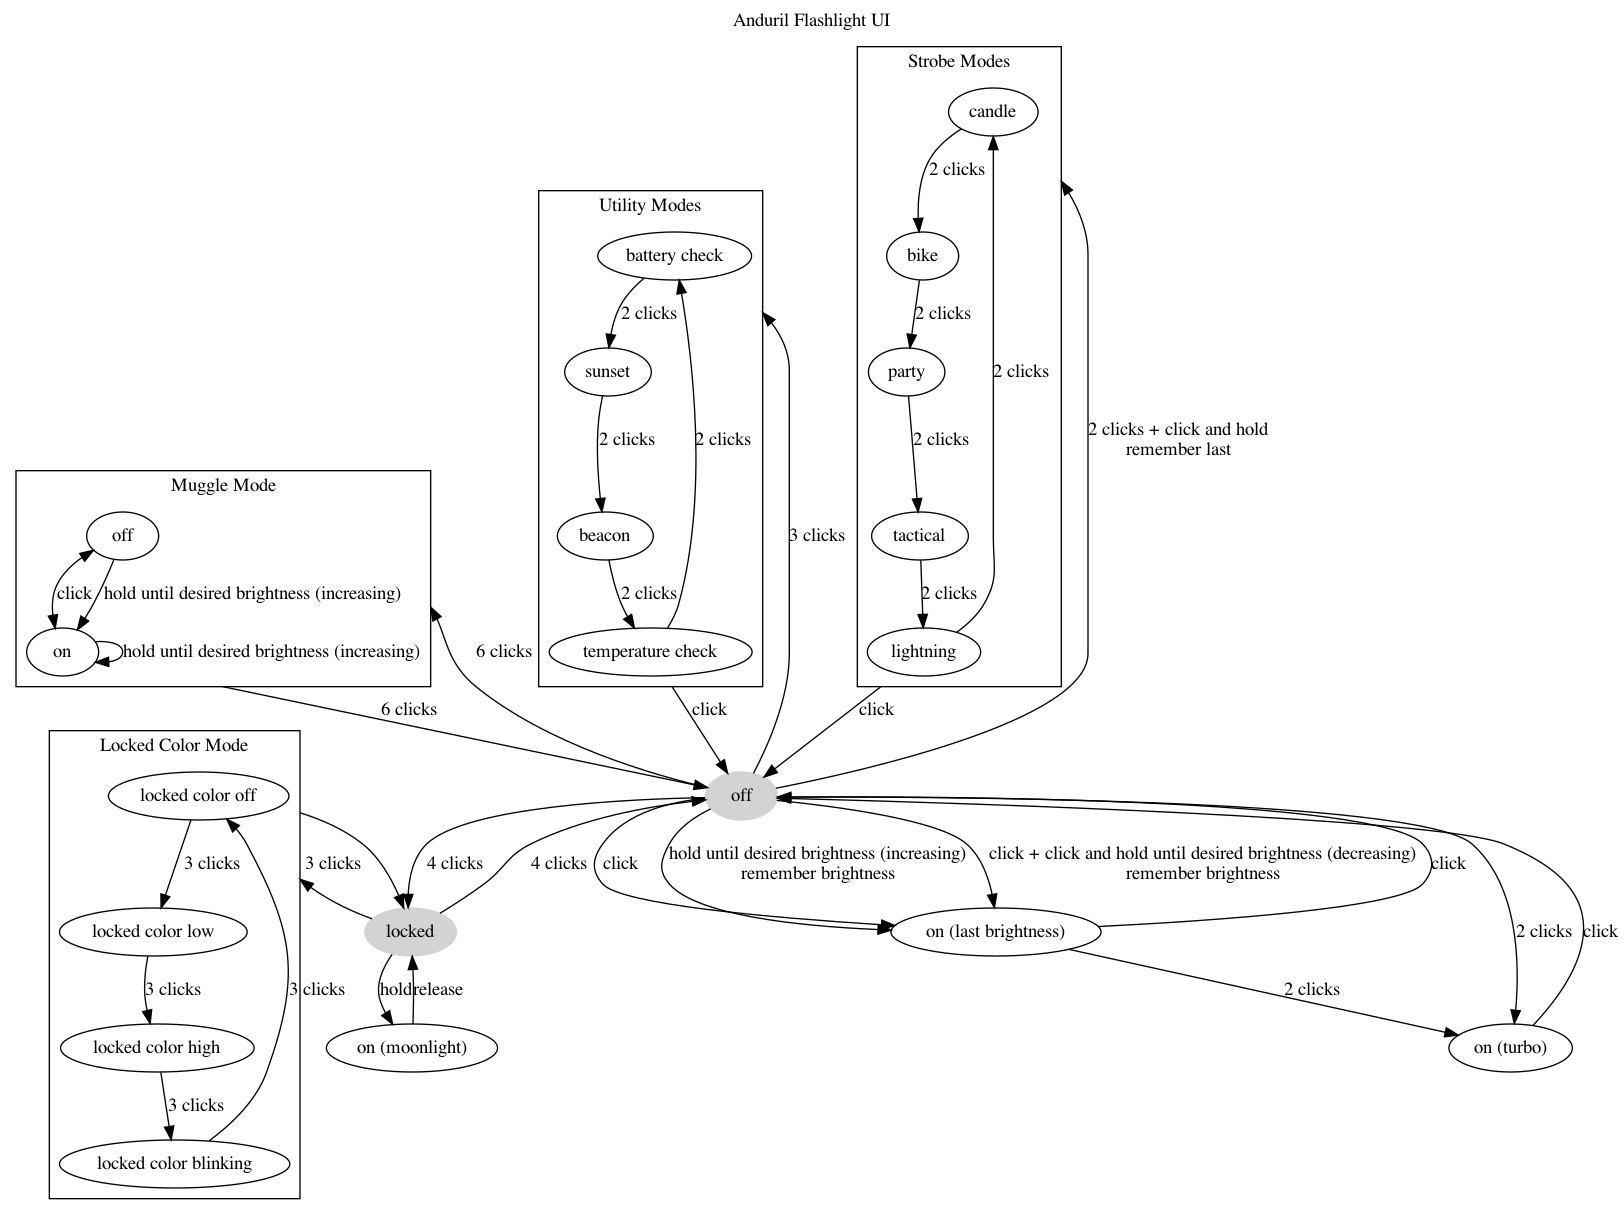 Anduril Flashlight UI
Strobe Modes
candle
2 clicks
bike
2 clicks
party
2 clicks
2 clicks
tactical
2 clicks
lightning
2 clicks + click and hold
remember last
Utility Modes
battery check
2 clicks
sunset
2 clicks
2 clicks
beacon
2 clicks
temperature check
3 clicks
Muggle Mode
off
click
hold until desired brightness (increasing)
on
hold until desired brightness (increasing)
6 clicks
6 clicks
click
click
off
Locked Color Mode
locked color off
3 clicks
locked color low
3 clicks
3 clicks
locked color high
3 clicks
locked color blinking
3 clicks
4 clicks
4 clicks
click
hold until desired brightness (increasing)
remember brightness
click + click and hold until desired brightness (decreasing)
remember brightness
click
locked
on (last brightness)
2 clicks
click
hold
release
2 clicks
on (moonlight)
on (turbo)